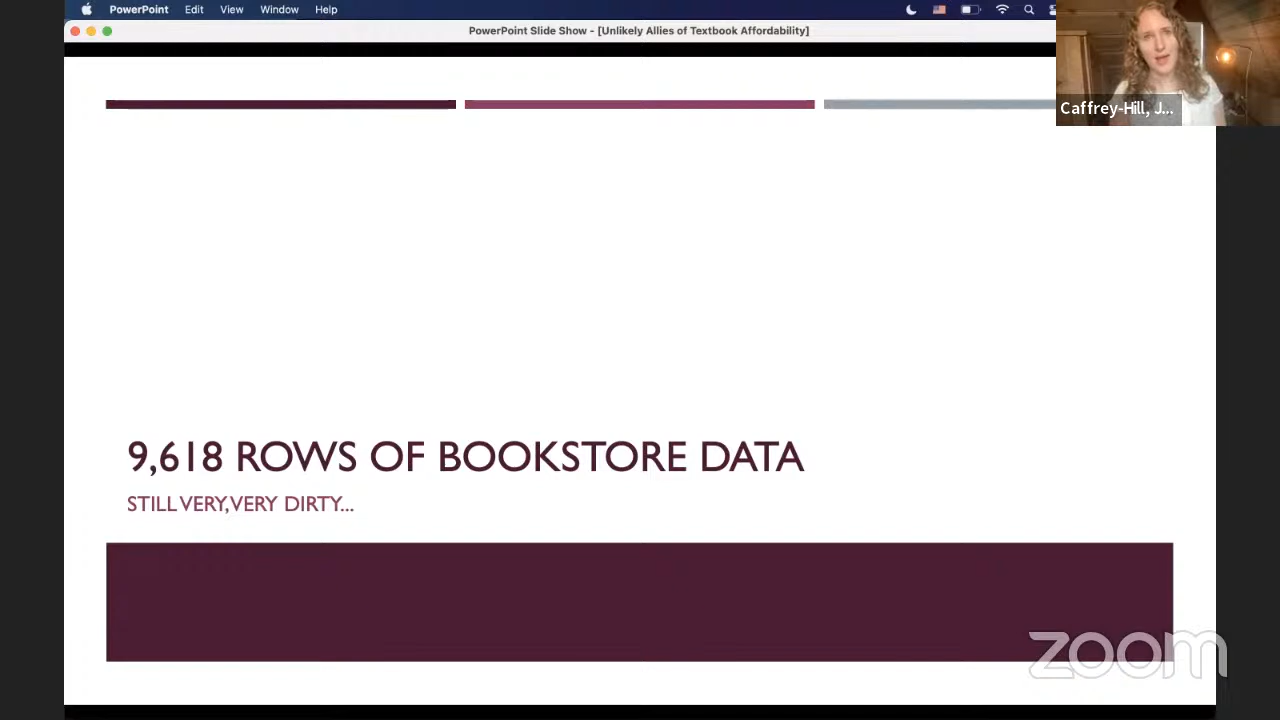 PowerPoint Edit View Window Help
PowerPoint Slide Show - [Unlikely Allies of Textbook Affordability]
Caffrey-Hill, J...
9,618 ROWS OF BOOKSTORE DATA
STILL VERY, VERY DIRTY...
zoom